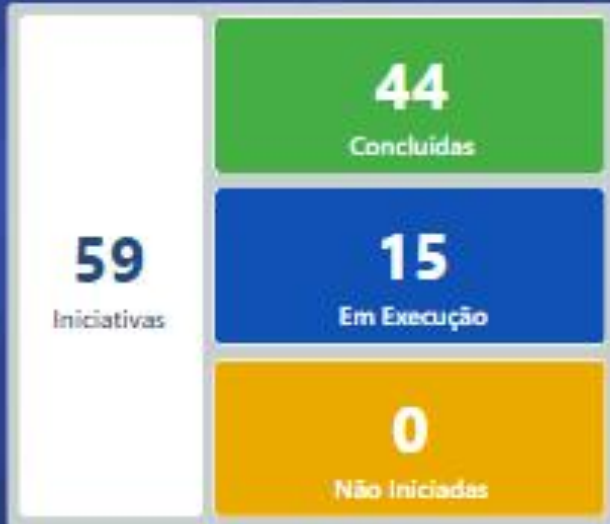 59
Iniciativas
44
Concluidas
15
Em Execução
0
Não Iniciadas